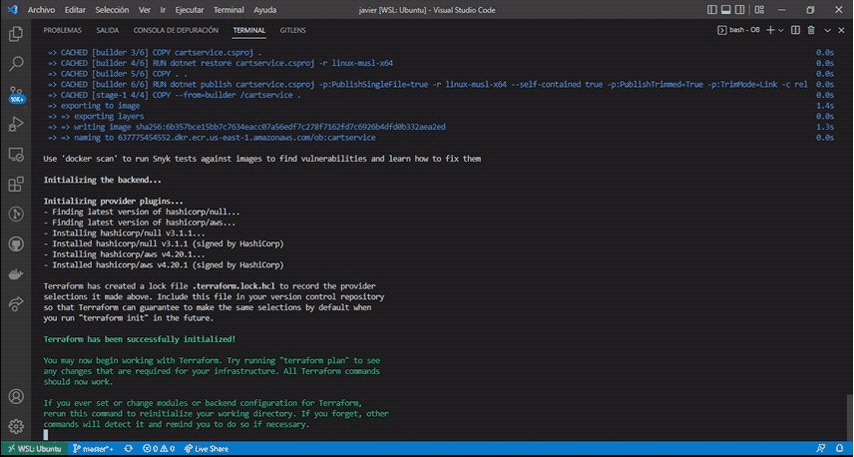 Archivo Editar Selección Ver Ir Ejecutar Terminal Ayuda javier [WSL: Ubuntu] - Visual Studio Code
PROBLEMAS SALIDA CONSOLA DE DEPURACIÓN TERMINAL GITLENS bash - OB
=> CACHED [builder 3/6] COPY cartservice.csproj . 0.0s
=> CACHED [builder 4/6] RUN dotnet restore cartservice.csproj -r linux-musl-x64 0.0s
=> CACHED [builder 5/6] COPY . . 0.0s
=> CACHED [builder 6/6] RUN dotnet publish cartservice.csproj -p:PublishSingleFile=true -r linux-musl-x64 --self-contained true -p:PublishTrimmed=True -p:TrimMode=Link -c rel 0.0s
=> CACHED [stage-1 4/4] COPY --from=builder /cartservice . 0.0s
=> exporting to image 1.4s
=> => exporting layers 0.0s
=> => writing image sha256:6b357bce15bb7c7634eacc07a56edf7c278f7162fd7c6926b4dfd0b332aea2ed 1.3s
=> => naming to 637775454552.dkr.ecr.us-east-1.amazonaws.com/ob:cartservice 0.0s
Use 'docker scan' to run Snyk tests against images to find vulnerabilities and learn how to fix them
Initializing the backend...
Initializing provider plugins...
- Finding latest version of hashicorp/null...
- Finding latest version of hashicorp/aws...
- Installing hashicorp/null v3.1.1...
- Installed hashicorp/null v3.1.1 (signed by HashiCorp)
- Installing hashicorp/aws v4.20.1...
- Installed hashicorp/aws v4.20.1 (signed by HashiCorp)
Terraform has created a lock file .terraform.lock.hcl to record the provider
selections it made above. Include this file in your version control repository
so that Terraform can guarantee to make the same selections by default when
you run "terraform init" in the future.
Terraform has been successfully initialized!
You may now begin working with Terraform. Try running "terraform plan" to see
any changes that are required for your infrastructure. All Terraform commands
should now work.
If you ever set or change modules or backend configuration for Terraform,
rerun this command to reinitialize your working directory. If you forget, other
commands will detect it and remind you to do so if necessary.
10K+
WSL: Ubuntu master*+ 0 0 Live Share